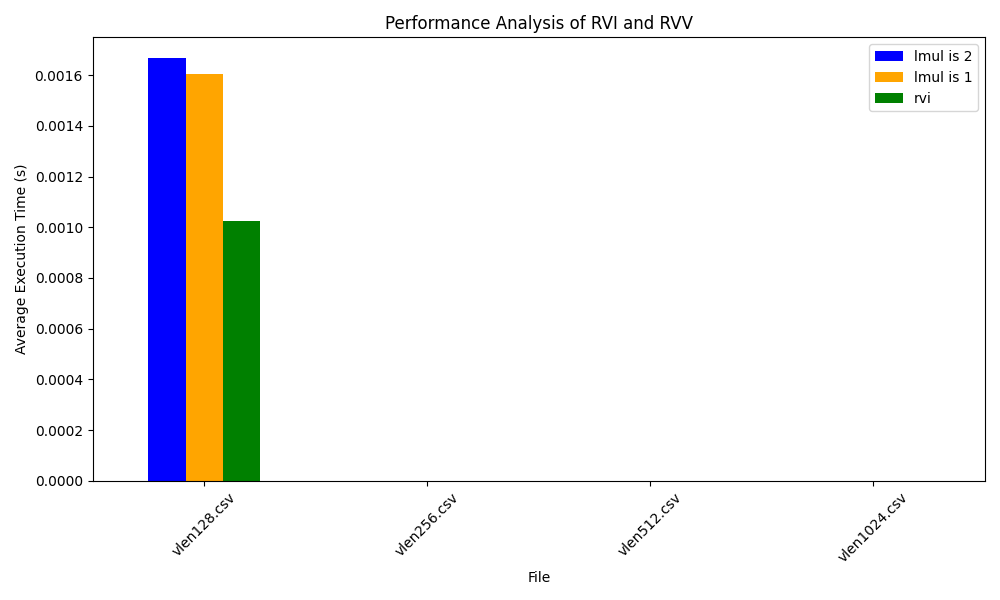 Performance Analysis of RVI and RVV
lmul is 2
lmul is 1
rvi
Average Execution Time (s)
0.0016
0.0014
0.0012
0.0010
0.0008
0.0006
0.0004
0.0002
0.0000
vlen128.csv
vlen256.csv
vlen512.csv
vlen1024.csv
File